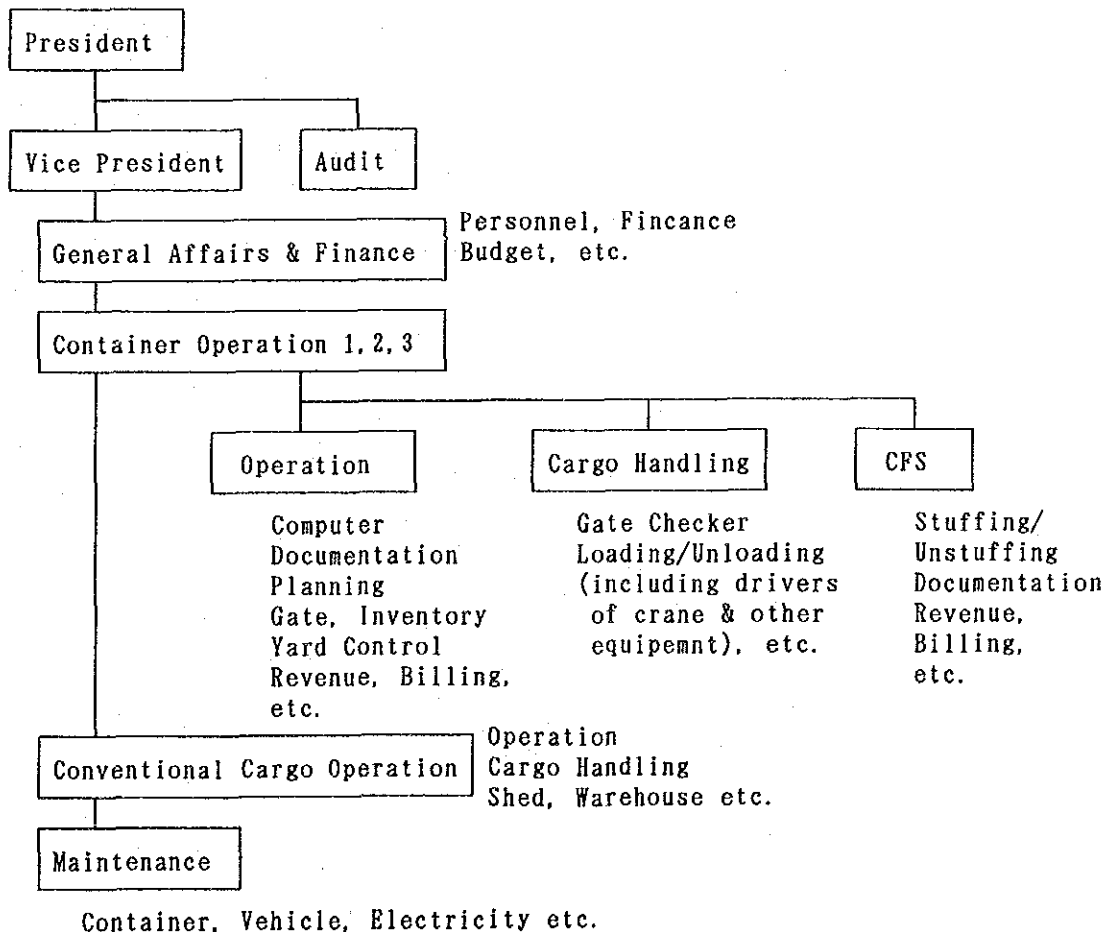 President
Vice President
Audit
General Affairs & Finance
Personnel, Fincance
Budget, etc.
Container Operation 1, 2, 3
Operation
Computer
Documentation
Planning
Gate, Inventory
Yard Control
Revenue, Billing,
etc.
Cargo Handling
Gate Checker
Loading/Unloading
(including drivers
of crane & other
equipemnt), etc.
CFS
Stuffing/
Unstuffing
Documentation
Revenue,
Billing,
etc.
Conventional Cargo Operation
Operation
Cargo Handling
Shed, Warehouse etc.
Maintenance
Container, Vehicle, Electricity etc.